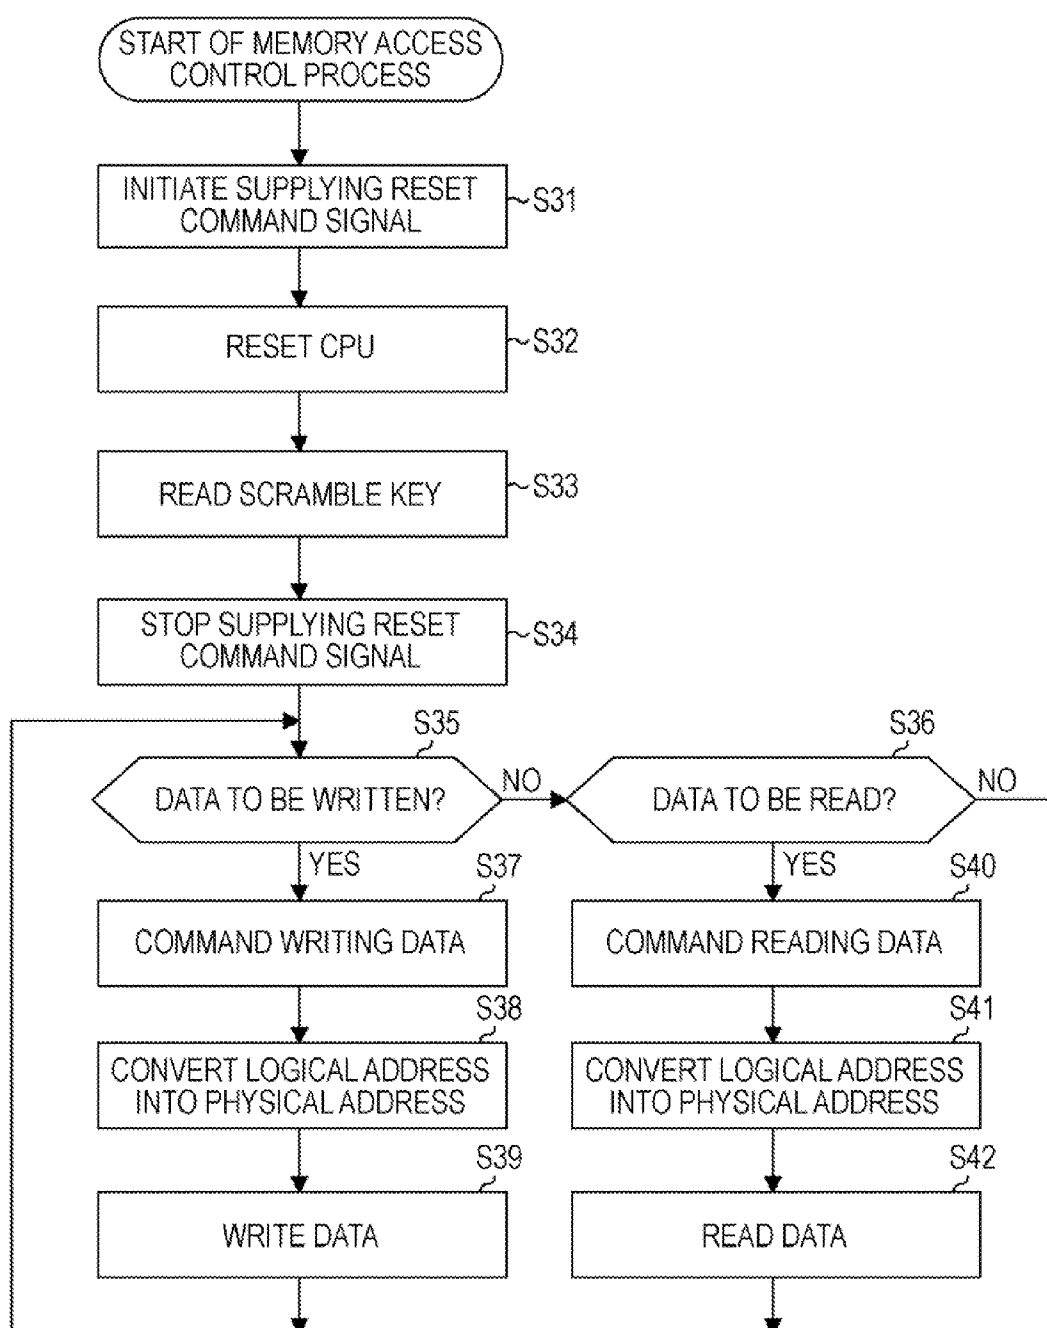 START OF MEMORY ACCESS
CONTROL PROCESS
INITIATE SUPPLYING RESET
COMMAND SIGNAL
S31
RESET CPU
S32
READ SCRAMBLE KEY
S33
STOP SUPPLYING RESET
COMMAND SIGNAL
S34
S35
DATA TO BE WRITTEN?
NO
S36
DATA TO BE READ?
NO
YES
S37
COMMAND WRITING DATA
S38
CONVERT LOGICAL ADDRESS
INTO PHYSICAL ADDRESS
S39
WRITE DATA
YES
S40
COMMAND READING DATA
S41
CONVERT LOGICAL ADDRESS
INTO PHYSICAL ADDRESS
S42
READ DATA